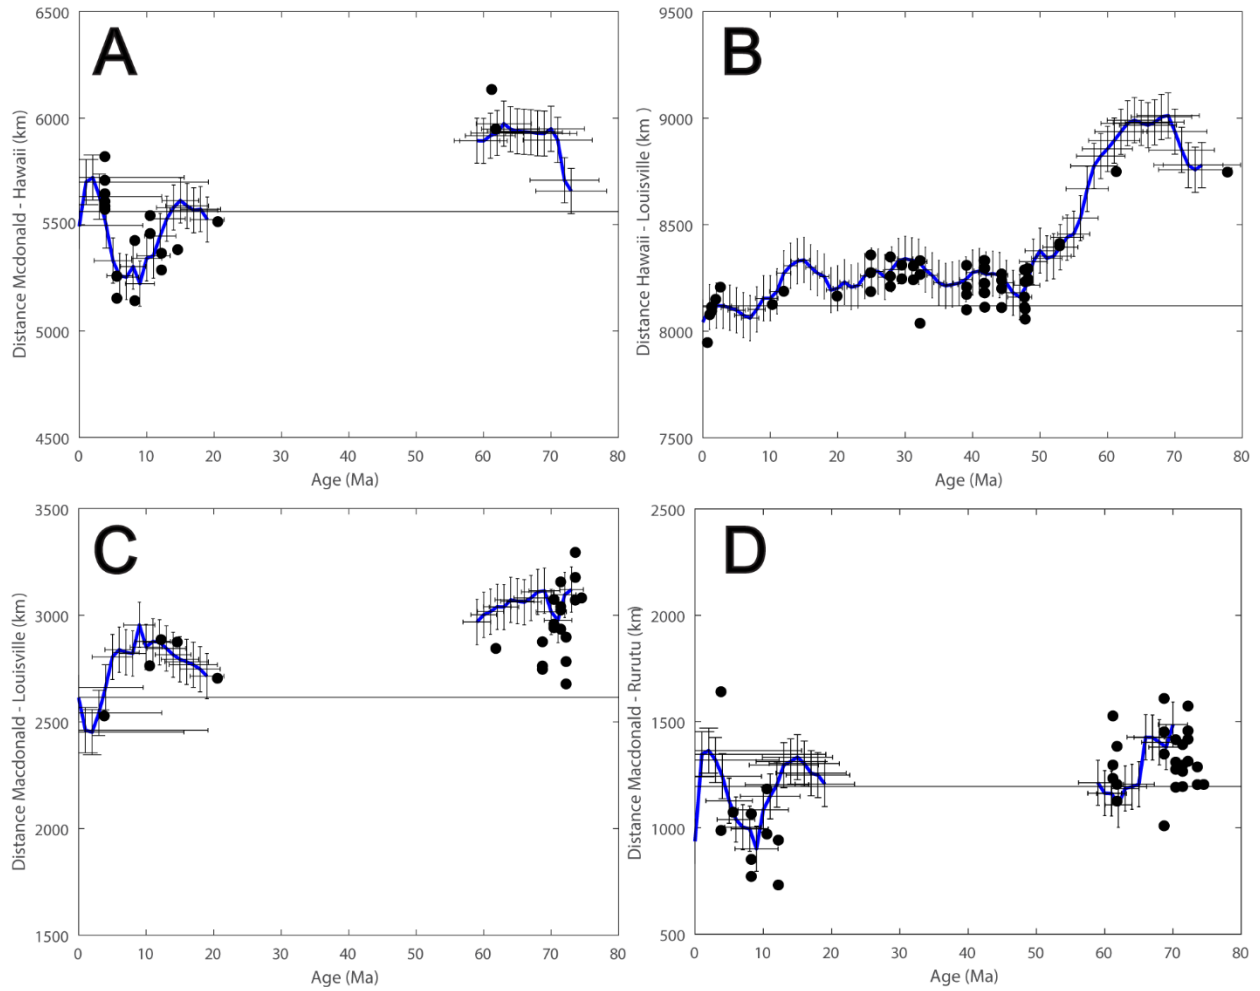 A
6500
6000
5500
5000
4500
Distance Mcdonald - Hawaii (km)
0 10 20 30 40 50 60 70 80
Age (Ma)
B
9500
9000
8500
8000
7500
Distance Hawaii - Louisville (km )
0 10 20 30 40 50 60 70 80
Age (Ma)
C
3500
3000
2500
2000
1500
Distance Macdonald - Louisville (km)
0 10 20 30 40 50 60 70 80
Age (Ma)
D
2500
2000
1500
1000
500
Distance Macdonald - Rurutu (km)
0 10 20 30 40 50 60 70 80
Age (Ma)